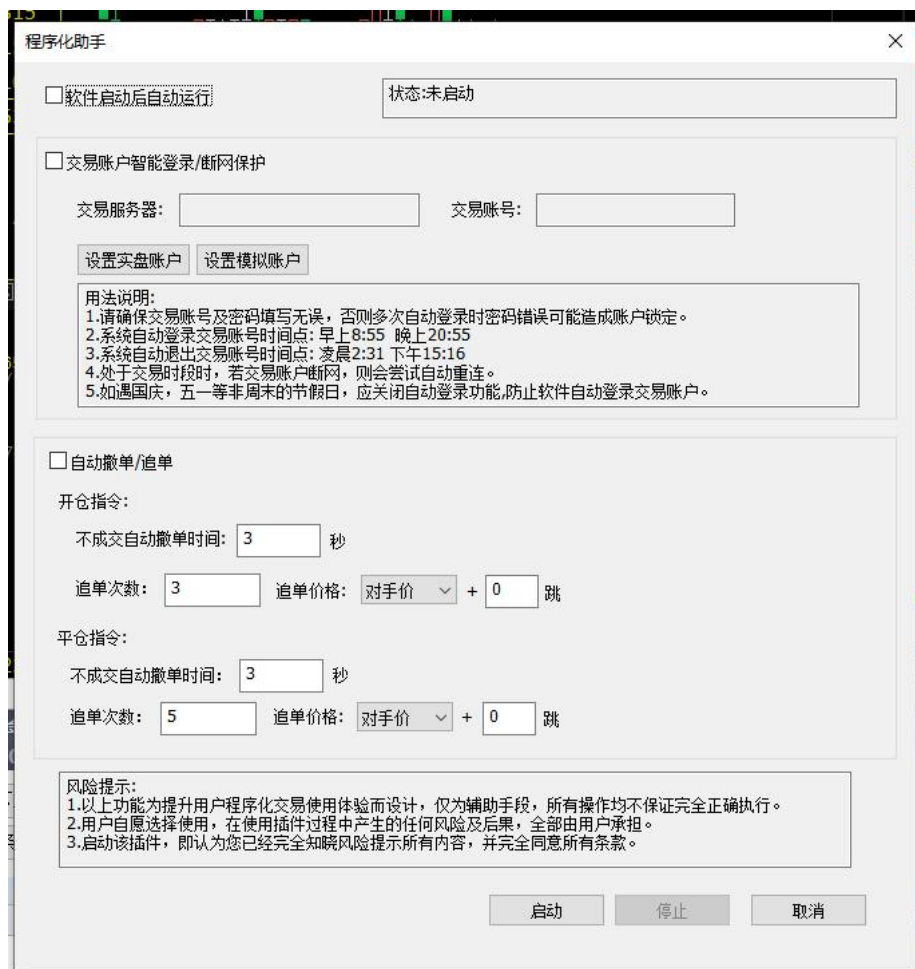 程序化助手
软件启动后自动运行
状态:未启动
交易账户智能登录/断网保护
交易服务器:
交易账号:
设置实盘账户 设置模拟账户
用法说明:
1.请确保交易账号及密码填写无误，否则多次自动登录时密码错误可能造成账户锁定。
2.系统自动登录交易账号时间点: 早上8:55 晚上20:55
3.系统自动退出交易账号时间点: 凌晨2:31 下午15:16
4.处于交易时段时，若交易账户断网，则会尝试自动重连。
5.如遇国庆，五一等非周末的节假日，应关闭自动登录功能,防止软件自动登录交易账户。
自动撤单/追单
开仓指令:
不成交自动撤单时间: 3 秒
追单次数: 3 追单价格: 对手价 + 0 跳
平仓指令:
不成交自动撤单时间: 3 秒
追单次数: 5 追单价格: 对手价 + 0 跳
风险提示:
1.以上功能为提升用户程序化交易使用体验而设计，仅为辅助手段，所有操作均不保证完全正确执行。
2.用户自愿选择使用，在使用插件过程中产生的任何风险及后果，全部由用户承担。
3.启动该插件，即认为您已经完全知晓风险提示所有内容，并完全同意所有条款。
启动 停止 取消